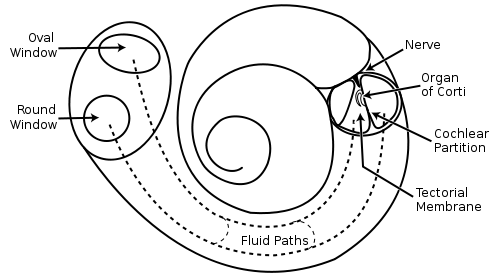 Oval
Window
Round
Window
Nerve
Organ
of Corti
Cochlear
Partition
Tectorial
Membrane
Fluid Paths